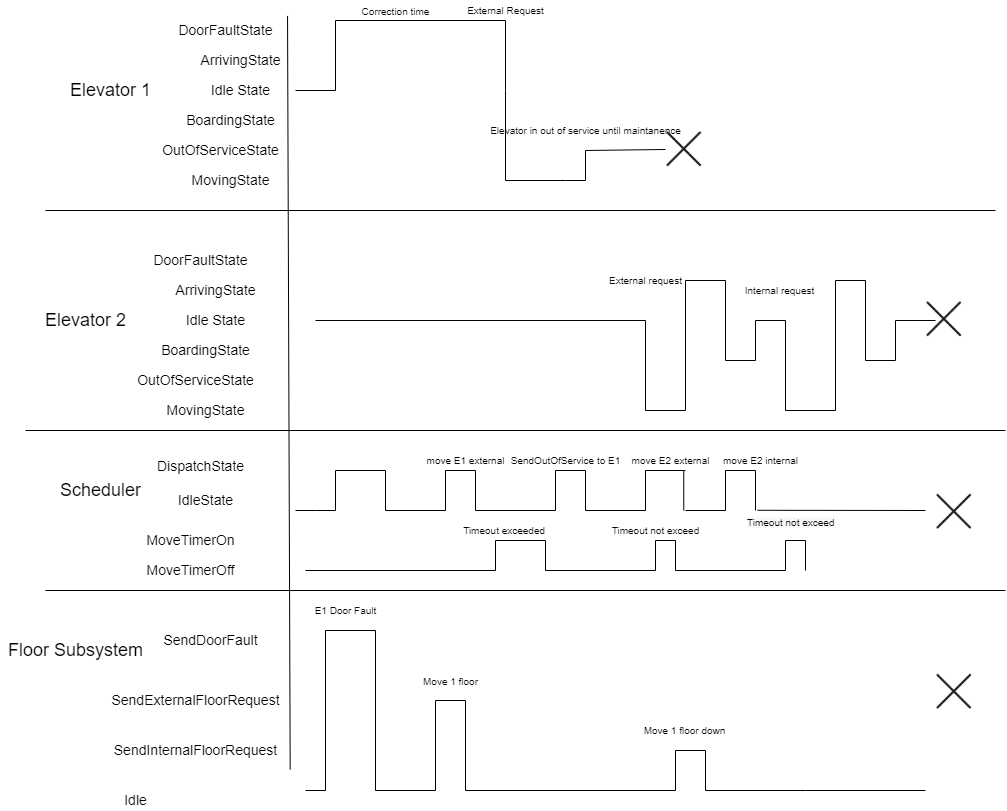 Correction time
External Request
DoorFaultState
ArrivingState
Elevator 1
Idle State
BoardingState
Elevator in out of service until maintanence
OutOfServiceState
MovingState
DoorFaultState
External request
ArrivingState
Internal request
Elevator 2
Idle State
BoardingState
OutOfServiceState
MovingState
DispatchState
move E1 external
SendOutOfService to E1
move E2 external
move E2 internal
Scheduler
IdleState
Timeout exceeded
Timeout not exceed
Timeout not exceed
MoveTimerOn
MoveTimerOff
E1 Door Fault
Floor Subsystem
SendDoorFault
Move 1 floor
SendExternalFloorRequest
Move 1 floor down
SendInternalFloorRequest
Idle